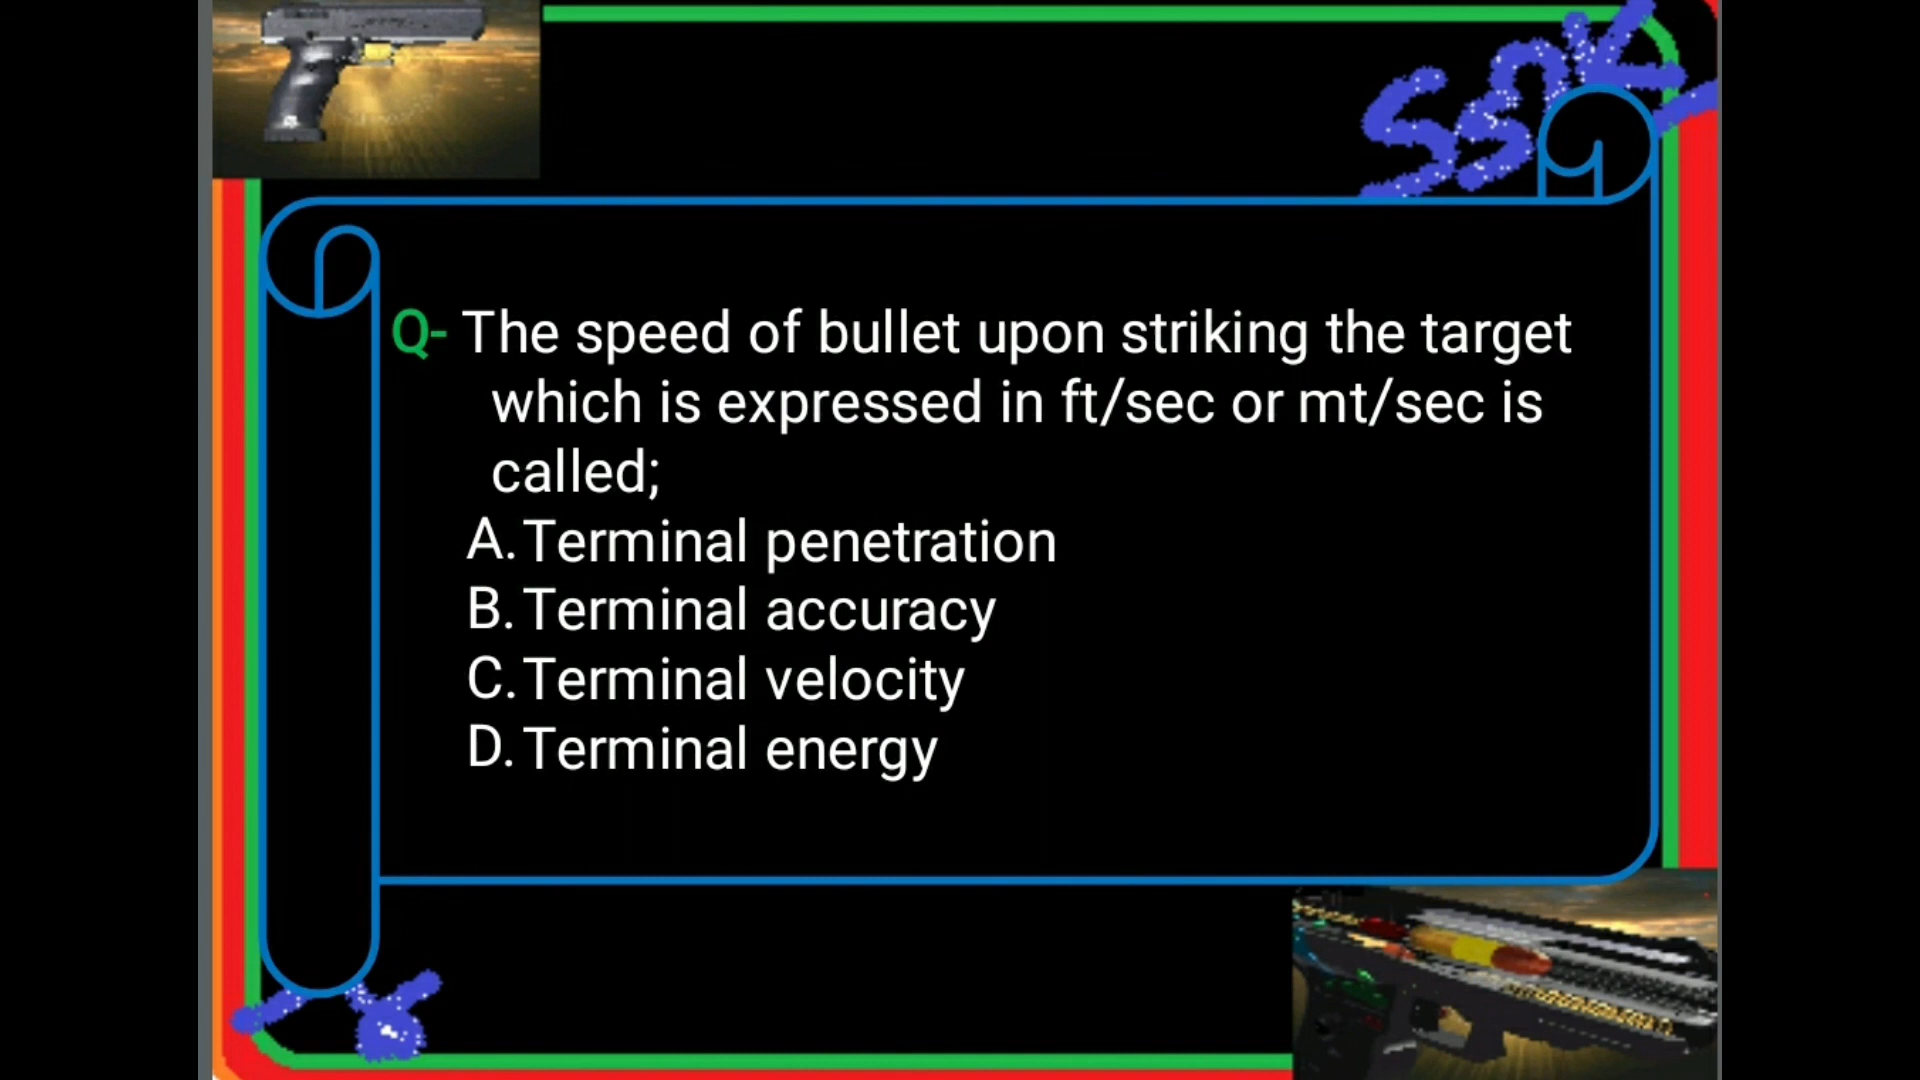 Q- The speed of bullet upon striking the target
which is expressed in ft/sec or mt/sec is
called;
A. Terminal penetration
B. Terminal accuracy
C. Terminal velocity
D. Terminal energy